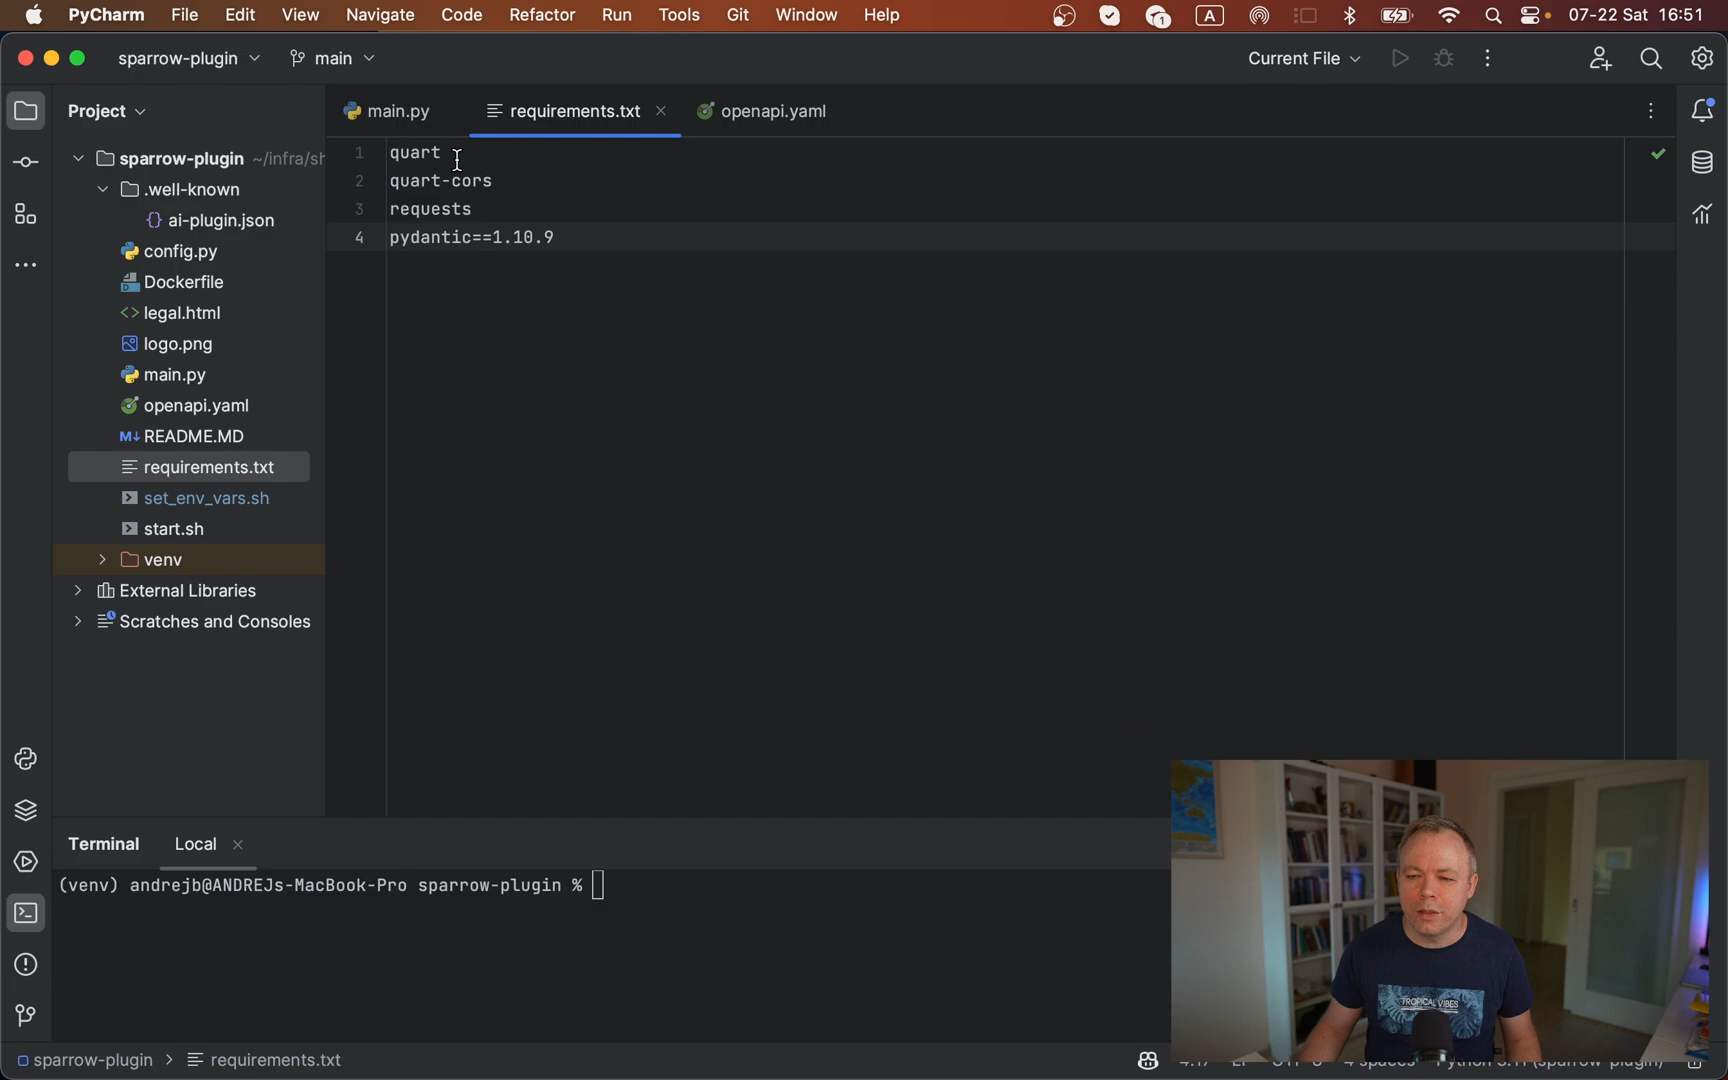 PyCharm File Edit View Navigate Code Refactor Run Tools Git Window Help 1 A 07-22 Sat 16:51
sparrow-plugin main Current File
Project main.py requirements.txt openapi.yaml
sparrow-plugin ~/infra/sh
.well-known
{} ai-plugin.json
config.py
Dockerfile
<> legal.html
logo.png
main.py
openapi.yaml
M↓ README.MD
requirements.txt
set_env_vars.sh
start.sh
venv
External Libraries
Scratches and Consoles
1 quart
2 quart-cors
3 requests
4 pydantic==1.10.9
Terminal Local
(venv) andrejb@ANDREJs-MacBook-Pro sparrow-plugin %
TROPICAL VIBES
sparrow-plugin > requirements.txt